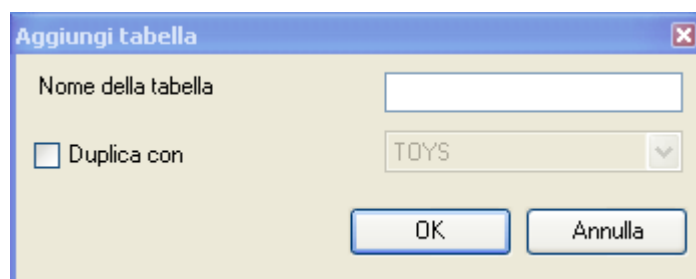 Aggiungi tabella
Nome della tabella
Duplica con TOYS
OK Annulla